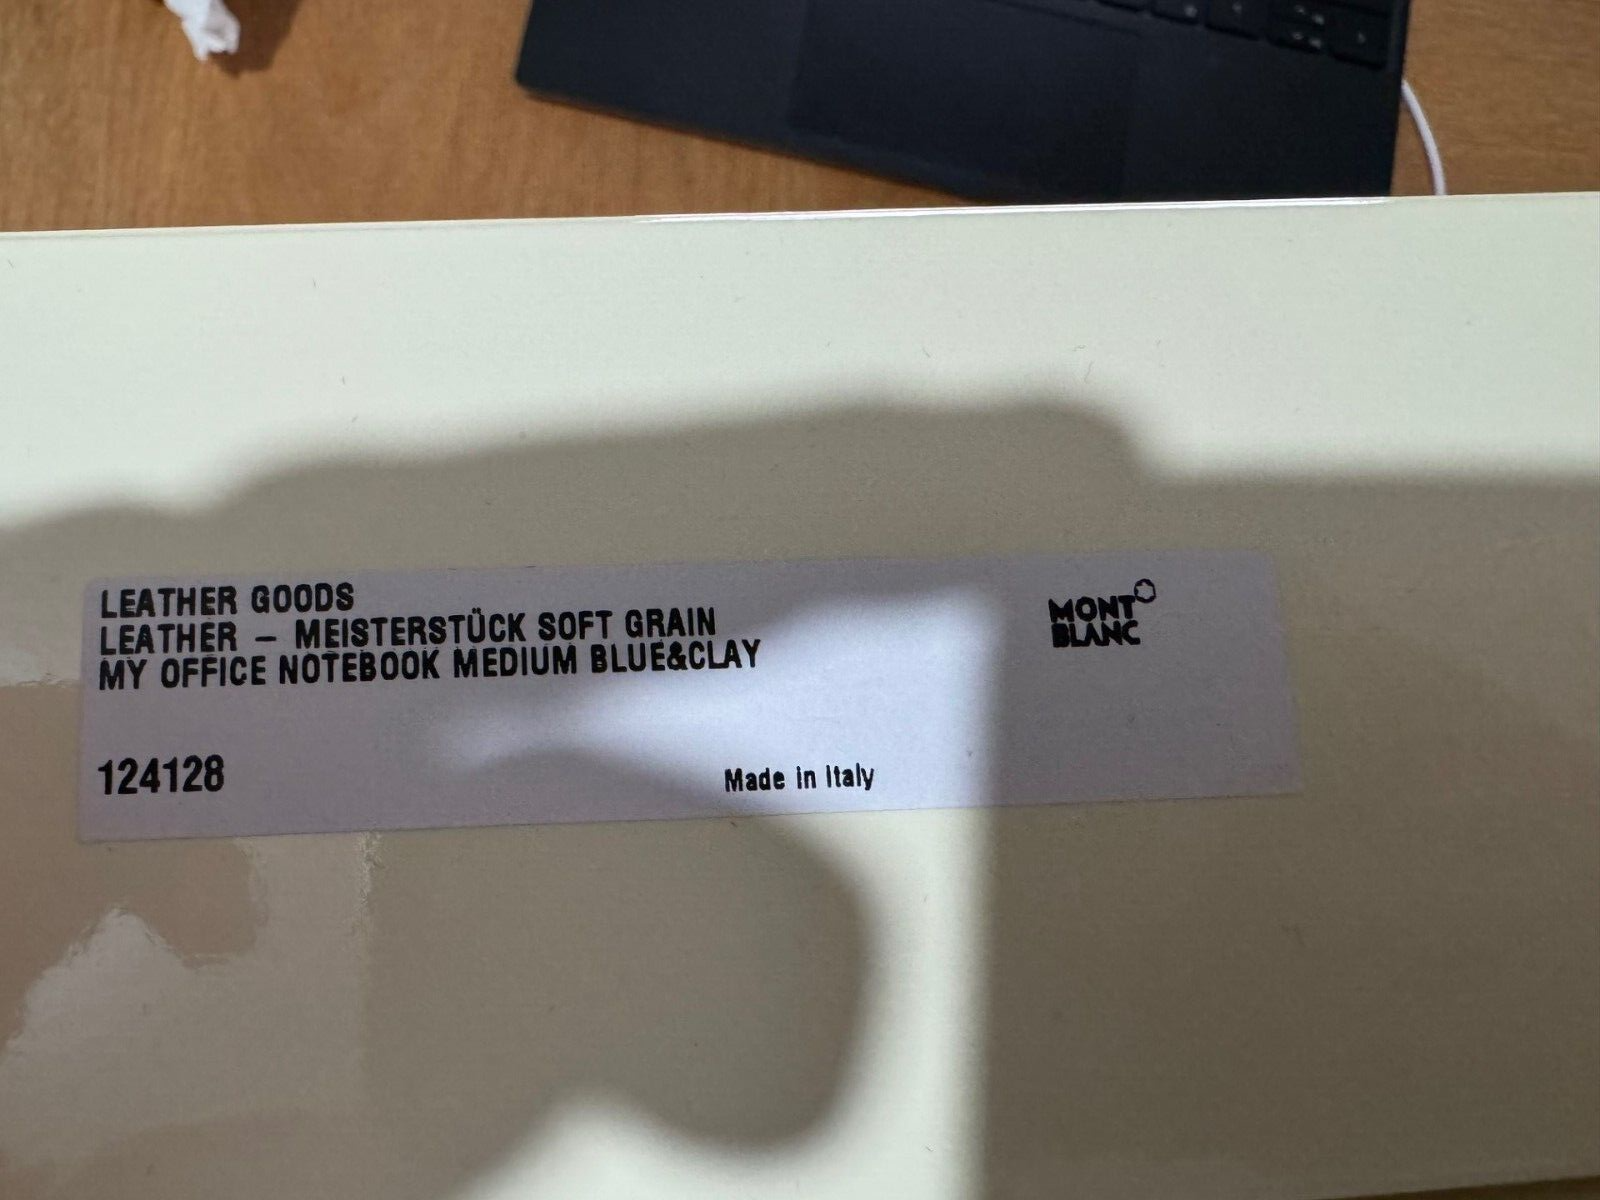 LEATHER GOODS
LEATHER – MEISTERSTÜCK SOFT GRAIN
MY OFFICE NOTEBOOK MEDIUM BLUE&CLAY
MONT
BLANC
124128
Made in Italy